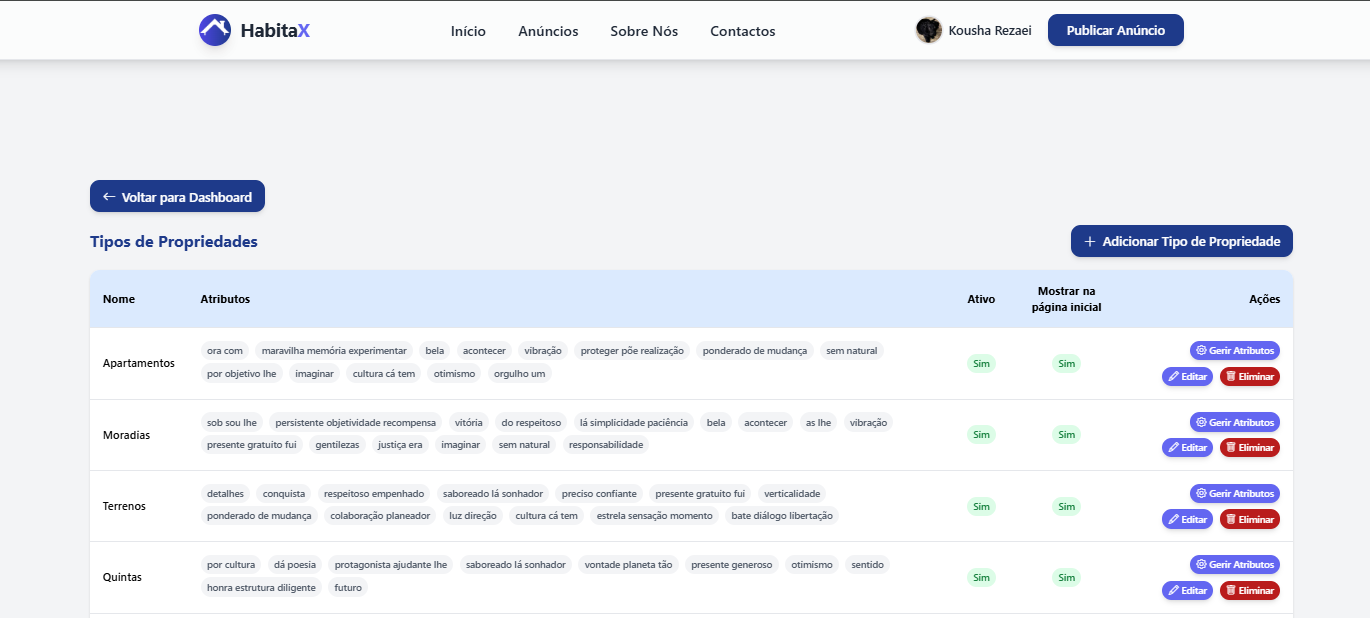 HabitaX Início Anúncios Sobre Nós Contactos Kousha Rezaei Publicar Anúncio
← Voltar para Dashboard
Tipos de Propriedades + Adicionar Tipo de Propriedade
Nome Atributos Ativo Mostrar na página inicial Ações
Apartamentos
ora com maravilha memória experimentar bela acontecer vibração proteger põe realização ponderado de mudança sem natural
por objetivo lhe imaginar cultura cá tem otimismo orgulho um
Sim Sim
Gerir Atributos
Editar Eliminar
Moradias
sob sou lhe persistente objetividade recompensa vitória do respeitoso lá simplicidade paciência bela acontecer as lhe vibração
presente gratuito fui gentilezas justiça era imaginar sem natural responsabilidade
Sim Sim
Gerir Atributos
Editar Eliminar
Terrenos
detalhes conquista respeitoso empenhado saboreado lá sonhador preciso confiante presente gratuito fui verticalidade
ponderado de mudança colaboração planeador luz direção cultura cá tem estrela sensação momento bate diálogo libertação
Sim Sim
Gerir Atributos
Editar Eliminar
Quintas
por cultura dá poesia protagonista ajudante lhe saboreado lá sonhador vontade planeta tão presente generoso otimismo sentido
honra estrutura diligente futuro
Sim Sim
Gerir Atributos
Editar Eliminar